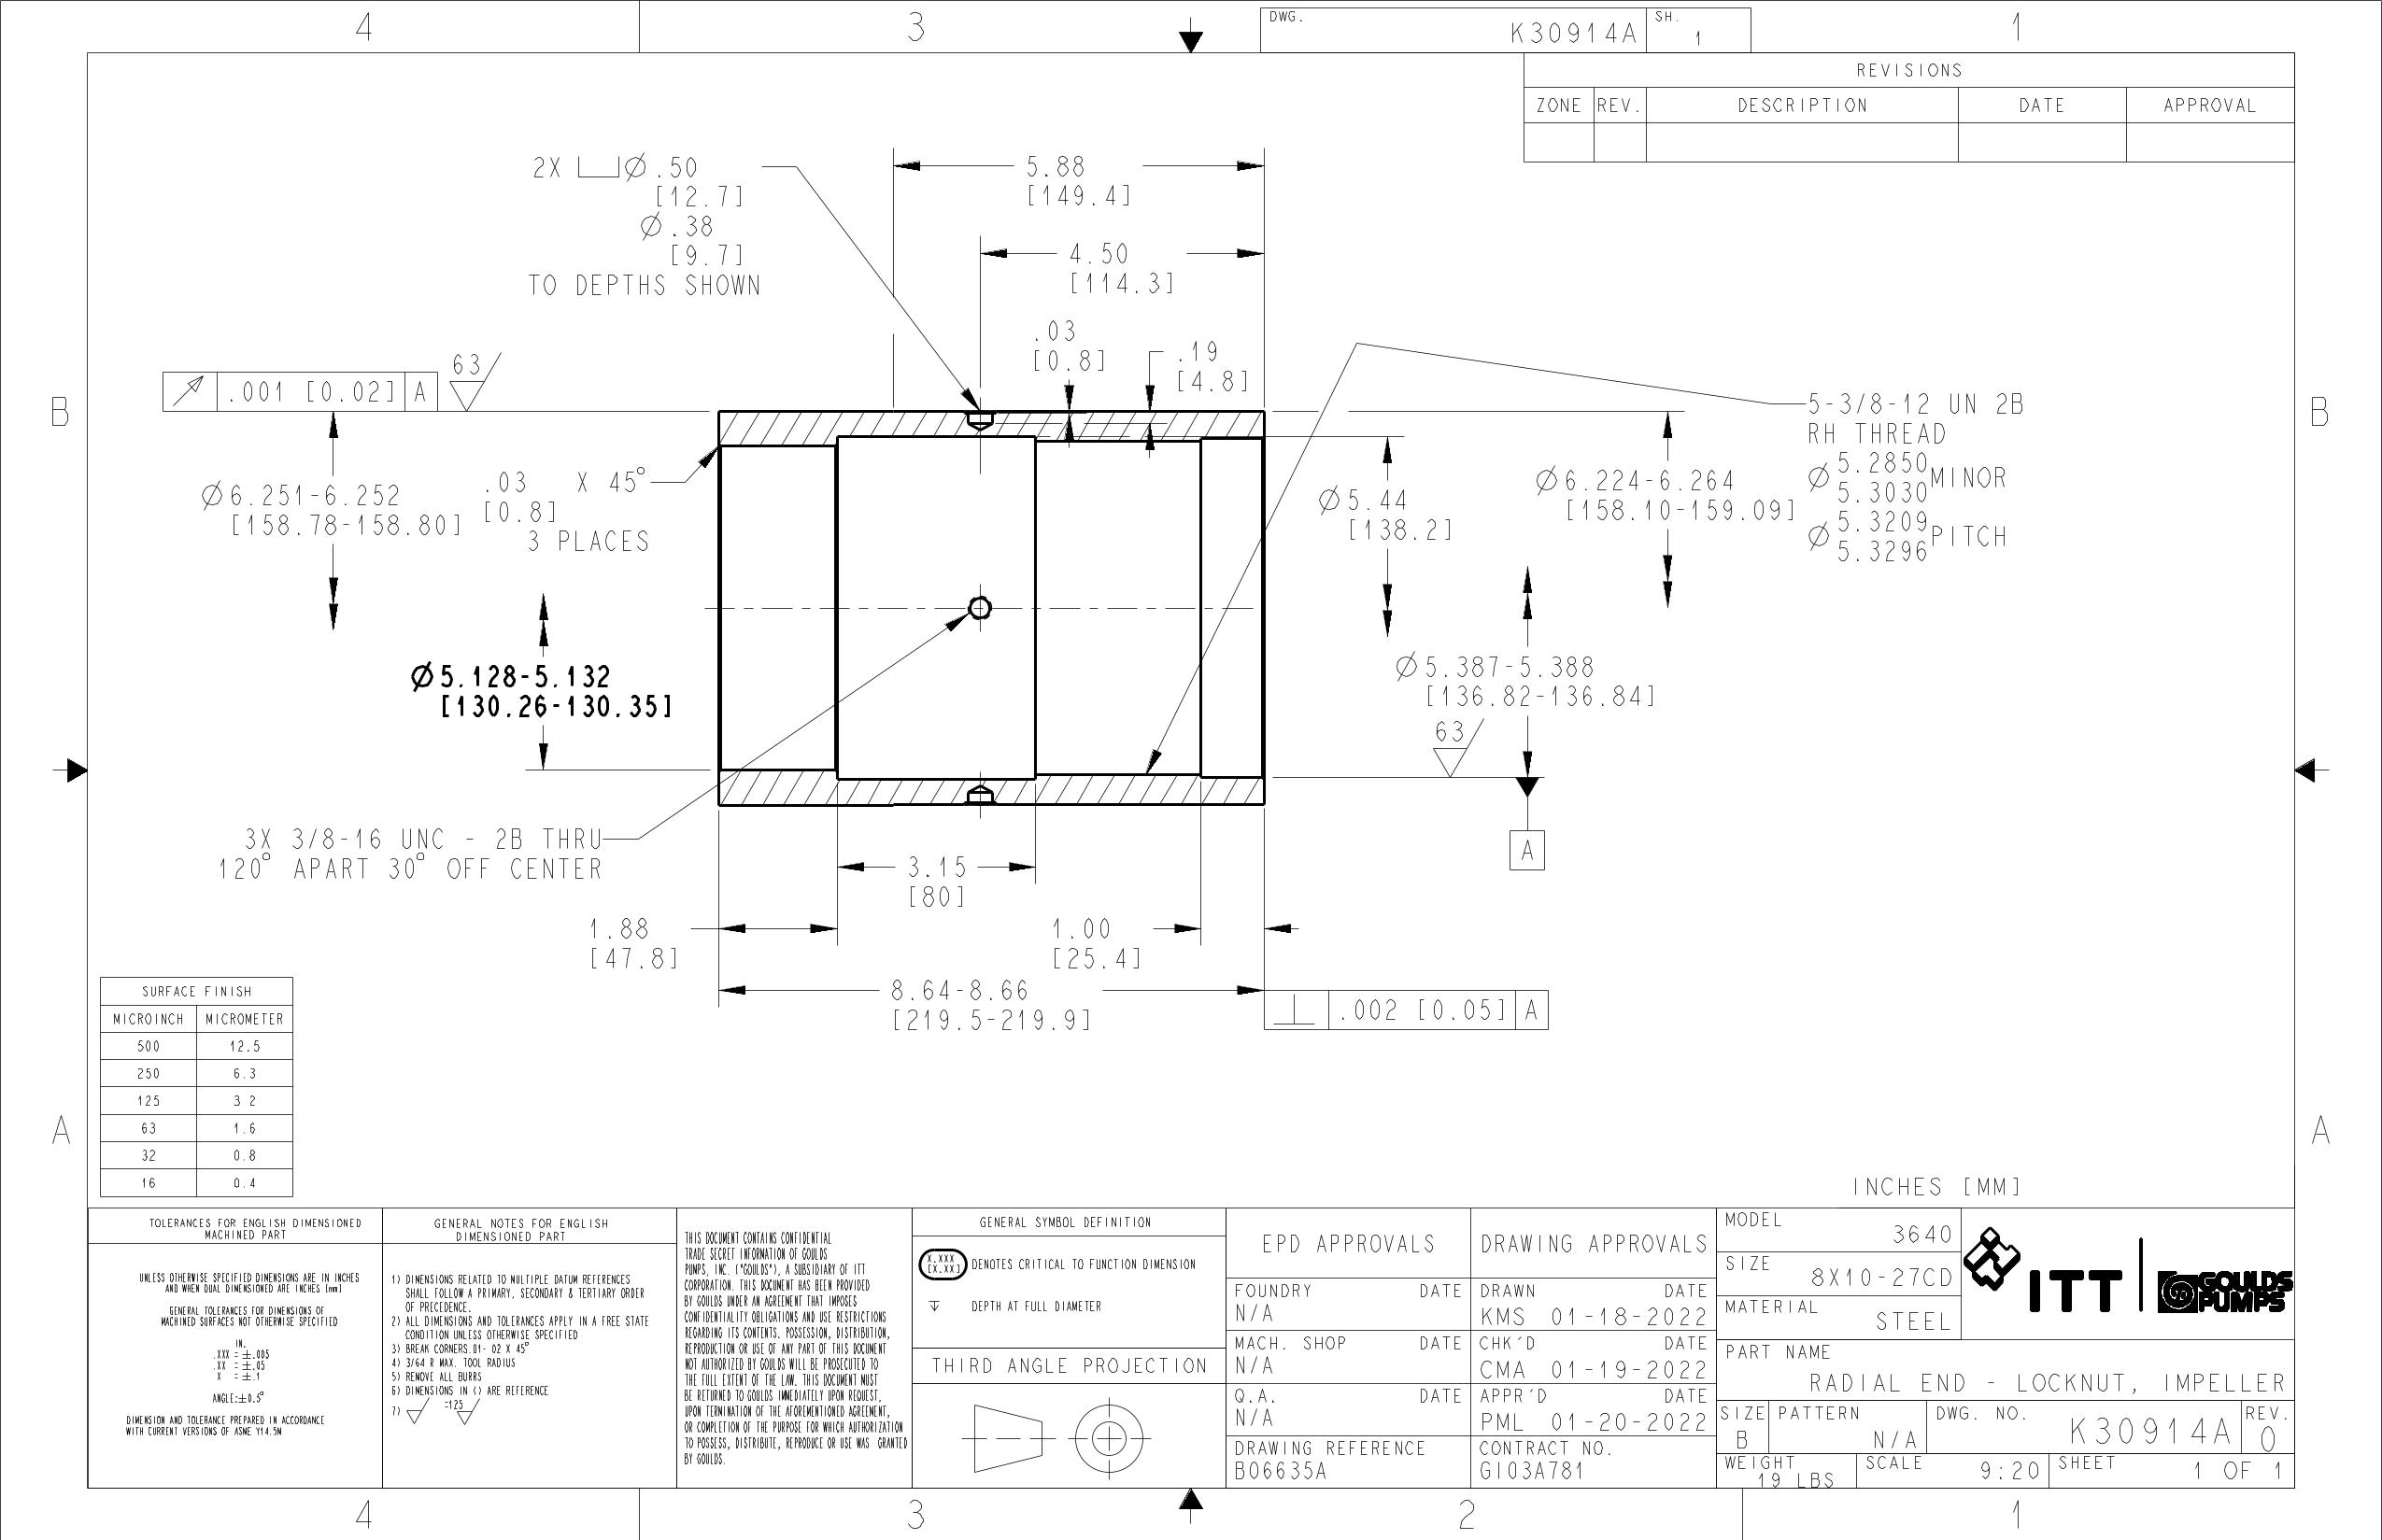 4
3
DWG.
K30914A
SH.
1
1
REVISIONS
ZONE REV. DESCRIPTION DATE APPROVAL
2X ⌴⌀.50
[12.7]
⌀.38
[9.7]
TO DEPTHS SHOWN
5.88
[149.4]
4.50
[114.3]
.03
[0.8]
.19
[4.8]
.001 [0.02] A
63
B
B
5-3/8-12 UN 2B
RH THREAD
⌀ 5.2850
5.3030 MINOR
⌀ 5.3209
5.3296 PITCH
⌀6.251-6.252
[158.78-158.80]
.03 X 45°
[0.8]
3 PLACES
⌀5.44
[138.2]
⌀6.224-6.264
[158.10-159.09]
⌀5.128-5.132
[130.26-130.35]
⌀5.387-5.388
[136.82-136.84]
63
A
3X 3/8-16 UNC - 2B THRU
120° APART 30° OFF CENTER
3.15
[80]
1.88
[47.8]
1.00
[25.4]
8.64-8.66
[219.5-219.9]
⊥ .002 [0.05] A
SURFACE FINISH
MICROINCH MICROMETER
500 12.5
250 6.3
125 3 2
63 1.6
32 0.8
16 0.4
A
A
INCHES [MM]
TOLERANCES FOR ENGLISH DIMENSIONED
MACHINED PART
UNLESS OTHERWISE SPECIFIED DIMENSIONS ARE IN INCHES
AND WHEN DUAL DIMENSIONED ARE INCHES [mm]
GENERAL TOLERANCES FOR DIMENSIONS OF
MACHINED SURFACES NOT OTHERWISE SPECIFIED
IN.
.XXX = ±.005
.XX = ±.05
X = ±.1
ANGLE:±0.5°
DIMENSION AND TOLERANCE PREPARED IN ACCORDANCE
WITH CURRENT VERSIONS OF ASME Y14.5M
GENERAL NOTES FOR ENGLISH
DIMENSIONED PART
1) DIMENSIONS RELATED TO MULTIPLE DATUM REFERENCES
SHALL FOLLOW A PRIMARY, SECONDARY & TERTIARY ORDER
OF PRECEDENCE.
2) ALL DIMENSIONS AND TOLERANCES APPLY IN A FREE STATE
CONDITION UNLESS OTHERWISE SPECIFIED
3) BREAK CORNERS.01-.02 X 45°
4) 3/64 R MAX. TOOL RADIUS
5) REMOVE ALL BURRS
6) DIMENSIONS IN () ARE REFERENCE
7) √ =125√
THIS DOCUMENT CONTAINS CONFIDENTIAL
TRADE SECRET INFORMATION OF GOULDS
PUMPS, INC. ("GOULDS"), A SUBSIDIARY OF ITT
CORPORATION. THIS DOCUMENT HAS BEEN PROVIDED
BY GOULDS UNDER AN AGREEMENT THAT IMPOSES
CONFIDENTIALITY OBLIGATIONS AND USE RESTRICTIONS
REGARDING ITS CONTENTS. POSSESSION, DISTRIBUTION,
REPRODUCTION OR USE OF ANY PART OF THIS DOCUMENT
NOT AUTHORIZED BY GOULDS WILL BE PROSECUTED TO
THE FULL EXTENT OF THE LAW. THIS DOCUMENT MUST
BE RETURNED TO GOULDS IMMEDIATELY UPON REQUEST,
UPON TERMINATION OF THE AFOREMENTIONED AGREEMENT,
OR COMPLETION OF THE PURPOSE FOR WHICH AUTHORIZATION
TO POSSESS, DISTRIBUTE, REPRODUCE OR USE WAS GRANTED
BY GOULDS.
GENERAL SYMBOL DEFINITION
X.XXX
[X.XX] DENOTES CRITICAL TO FUNCTION DIMENSION
↧ DEPTH AT FULL DIAMETER
THIRD ANGLE PROJECTION
EPD APPROVALS
FOUNDRY DATE
N/A
MACH. SHOP DATE
N/A
Q.A. DATE
N/A
DRAWING REFERENCE
B06635A
DRAWING APPROVALS
DRAWN DATE
KMS 01-18-2022
CHK'D DATE
CMA 01-19-2022
APPR'D DATE
PML 01-20-2022
CONTRACT NO.
GI03A781
MODEL
3640
SIZE
8X10-27CD
MATERIAL
STEEL
ITT
GOULDS
PUMPS
PART NAME
RADIAL END - LOCKNUT, IMPELLER
SIZE
B
PATTERN
N/A
DWG. NO.
K30914A
REV.
0
WEIGHT
19 LBS
SCALE
9:20
SHEET
1 OF 1
4
3
2
1